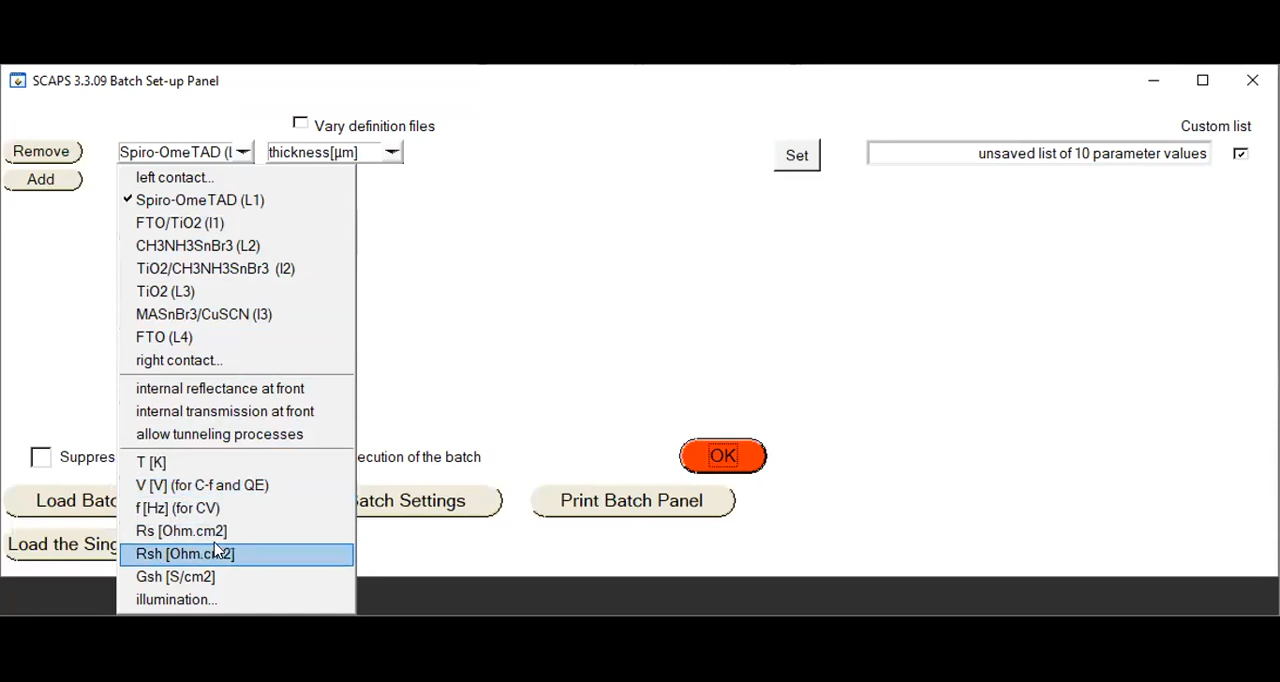 SCAPS 3.3.09 Batch Set-up Panel
Vary definition files
Custom list
Remove
Spiro-OmeTAD (L
thickness[µm]
Set
unsaved list of 10 parameter values
Add
left contact...
Spiro-OmeTAD (L1)
FTO/TiO2 (I1)
CH3NH3SnBr3 (L2)
TiO2/CH3NH3SnBr3 (I2)
TiO2 (L3)
MASnBr3/CuSCN (I3)
FTO (L4)
right contact...
internal reflectance at front
internal transmission at front
allow tunneling processes
T [K]
V [V] (for C-f and QE)
f [Hz] (for CV)
Rs [Ohm.cm2]
Rsh [Ohm.cm2]
Gsh [S/cm2]
illumination...
Suppres
ecution of the batch
OK
Load Batc
atch Settings
Print Batch Panel
Load the Sing